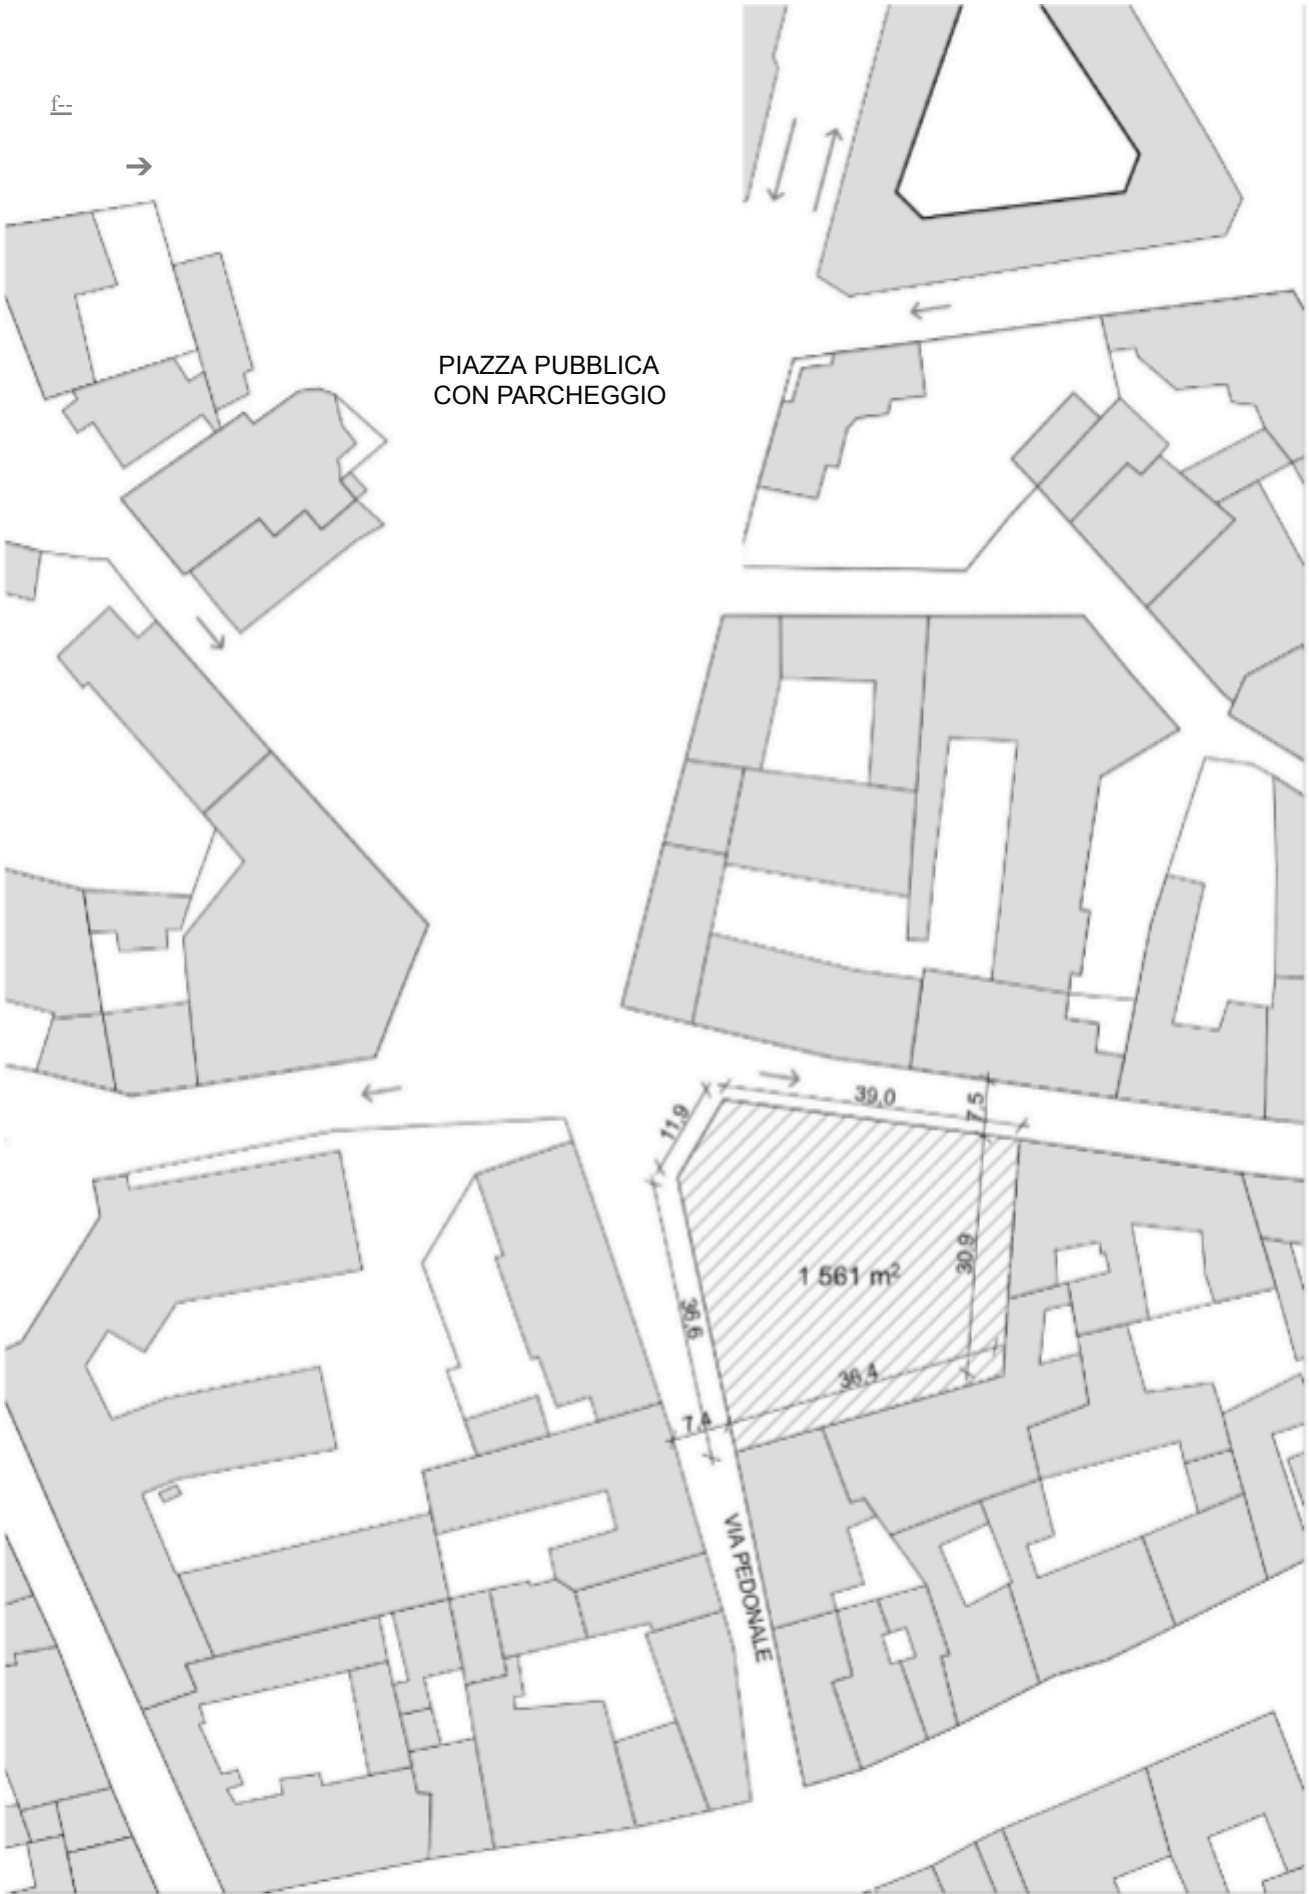 f--
PIAZZA PUBBLICA
CON PARCHEGGIO
39,0
7,5
11,9
30,9
1 561 m²
36,6
36,4
7,4
VIA PEDONALE